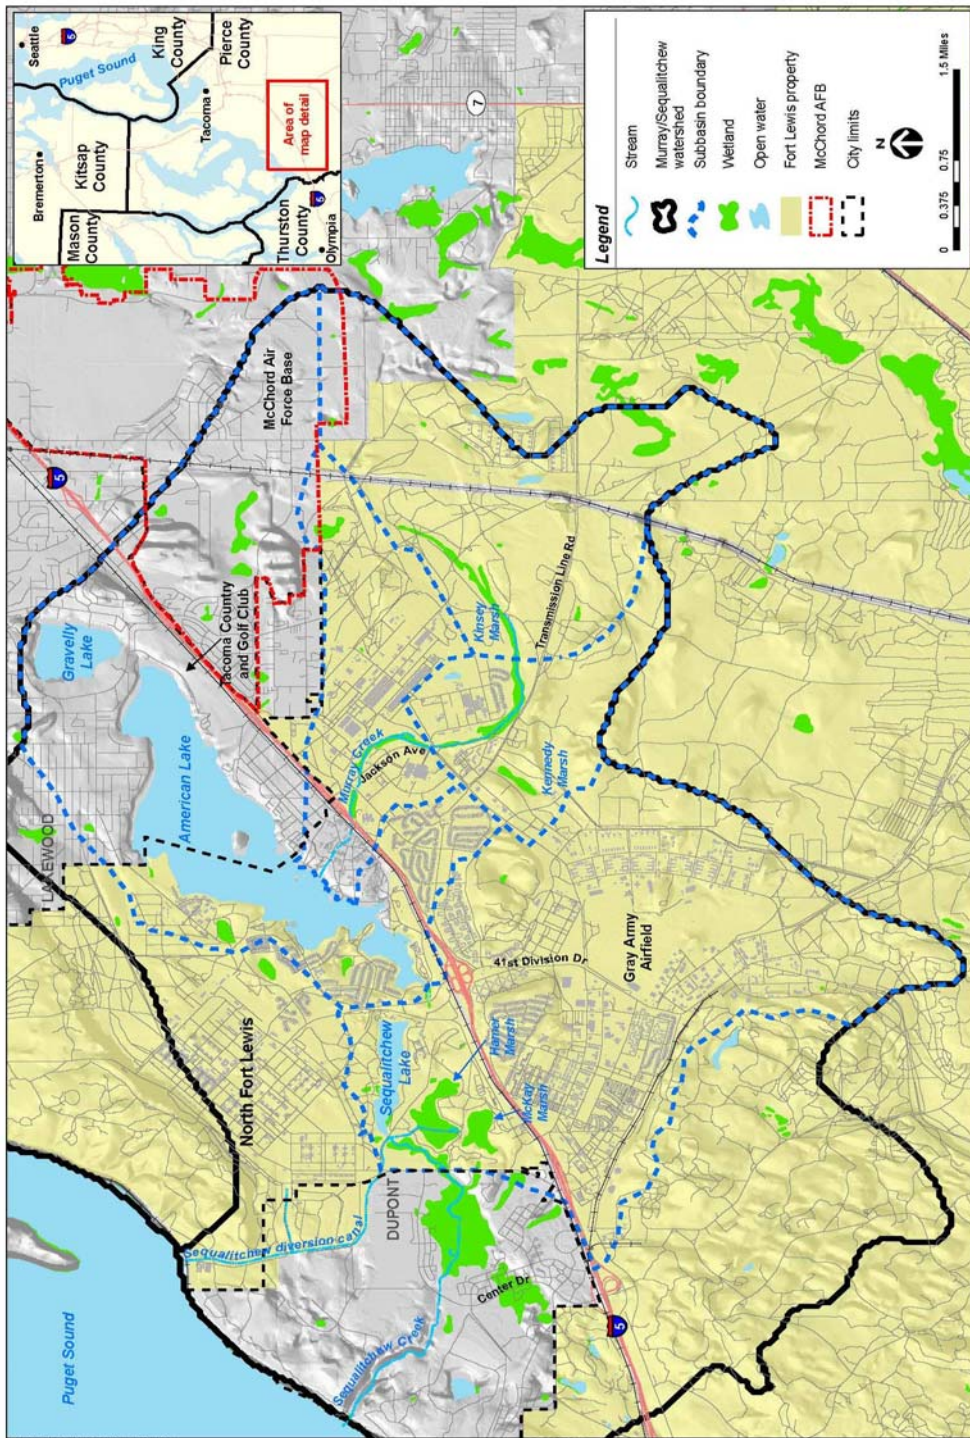 Puget Sound
Sequalitchew Creek
Sequalitchew diversion canal
DUPONT
Center Dr
5
North Fort Lewis
Sequalitchew
Lake
Hamer
Marsh
McKay
Marsh
41st Division Dr
Gray Army
Airfield
LAKEWOOD
American Lake
Gravelly
Lake
Tacoma Country
and Golf Club
Murray Creek
Jackson Ave
Kennedy
Marsh
Kinsey
Marsh
Transmission Line Rd
5
McChord Air
Force Base
7
Seattle
5
Bremerton
Puget Sound
King
County
Kitsap
County
Mason
County
Pierce
County
Tacoma
Area of
map detail
Thurston
County
5
Olympia
Legend
Stream
Murray/Sequalitchew
watershed
Subbasin boundary
Wetland
Open water
Fort Lewis property
McChord AFB
City limits
N
0 0.375 0.75 1.5 Miles